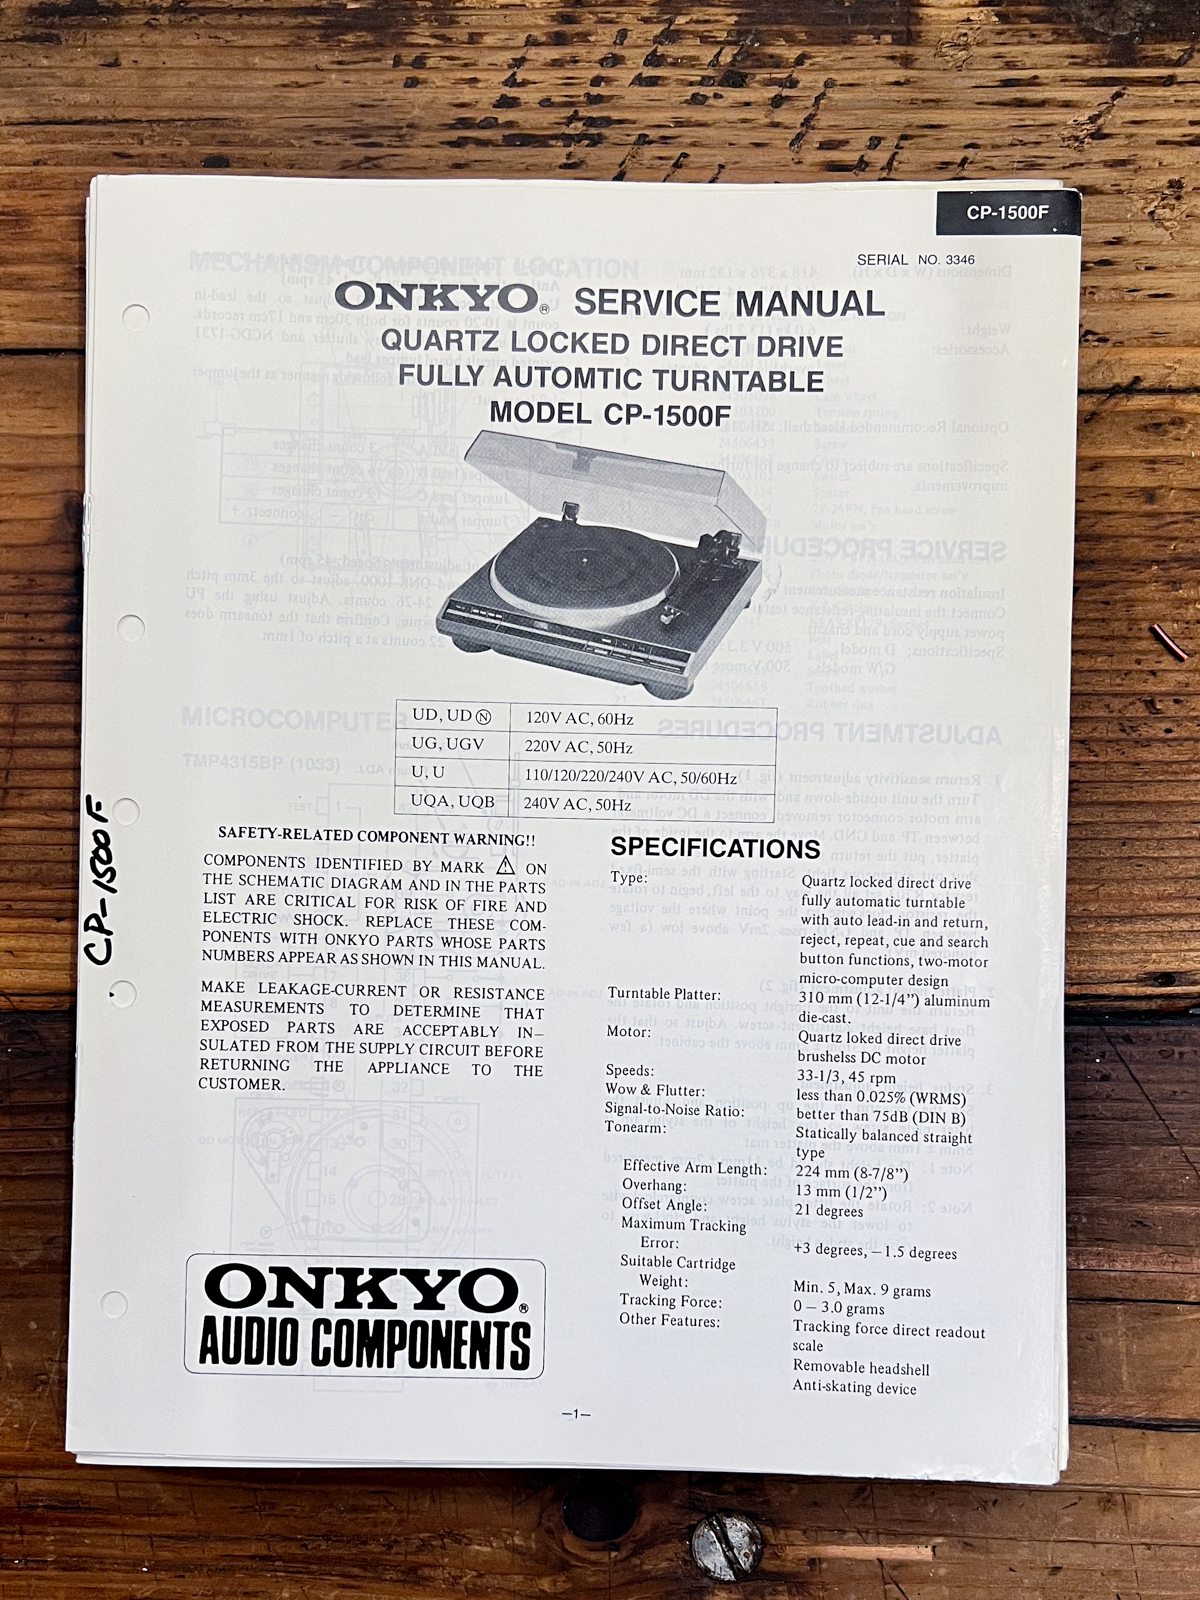 CP-1500F
SERIAL NO. 3346
ONKYO® SERVICE MANUAL
QUARTZ LOCKED DIRECT DRIVE
FULLY AUTOMTIC TURNTABLE
MODEL CP-1500F
UD, UD Ⓝ 120V AC, 60Hz
UG, UGV 220V AC, 50Hz
U, U 110/120/220/240V AC, 50/60Hz
UQA, UQB 240V AC, 50Hz
CP-1500F
SAFETY-RELATED COMPONENT WARNING!!
COMPONENTS IDENTIFIED BY MARK ⚠ ON
THE SCHEMATIC DIAGRAM AND IN THE PARTS
LIST ARE CRITICAL FOR RISK OF FIRE AND
ELECTRIC SHOCK. REPLACE THESE COM-
PONENTS WITH ONKYO PARTS WHOSE PARTS
NUMBERS APPEAR AS SHOWN IN THIS MANUAL.
MAKE LEAKAGE-CURRENT OR RESISTANCE
MEASUREMENTS TO DETERMINE THAT
EXPOSED PARTS ARE ACCEPTABLY IN–
SULATED FROM THE SUPPLY CIRCUIT BEFORE
RETURNING THE APPLIANCE TO THE
CUSTOMER.
ONKYO®
AUDIO COMPONENTS
SPECIFICATIONS
Type: Quartz locked direct drive
fully automatic turntable
with auto lead-in and return,
reject, repeat, cue and search
button functions, two-motor
micro-computer design
Turntable Platter: 310 mm (12-1/4”) aluminum
die-cast.
Motor: Quartz loked direct drive
brushelss DC motor
Speeds: 33-1/3, 45 rpm
Wow & Flutter: less than 0.025% (WRMS)
Signal-to-Noise Ratio: better than 75dB (DIN B)
Tonearm: Statically balanced straight
type
Effective Arm Length: 224 mm (8-7/8”)
Overhang: 13 mm (1/2”)
Offset Angle: 21 degrees
Maximum Tracking
Error: +3 degrees, –1.5 degrees
Suitable Cartridge
Weight: Min. 5, Max. 9 grams
Tracking Force: 0 – 3.0 grams
Other Features: Tracking force direct readout
scale
Removable headshell
Anti-skating device
–1–